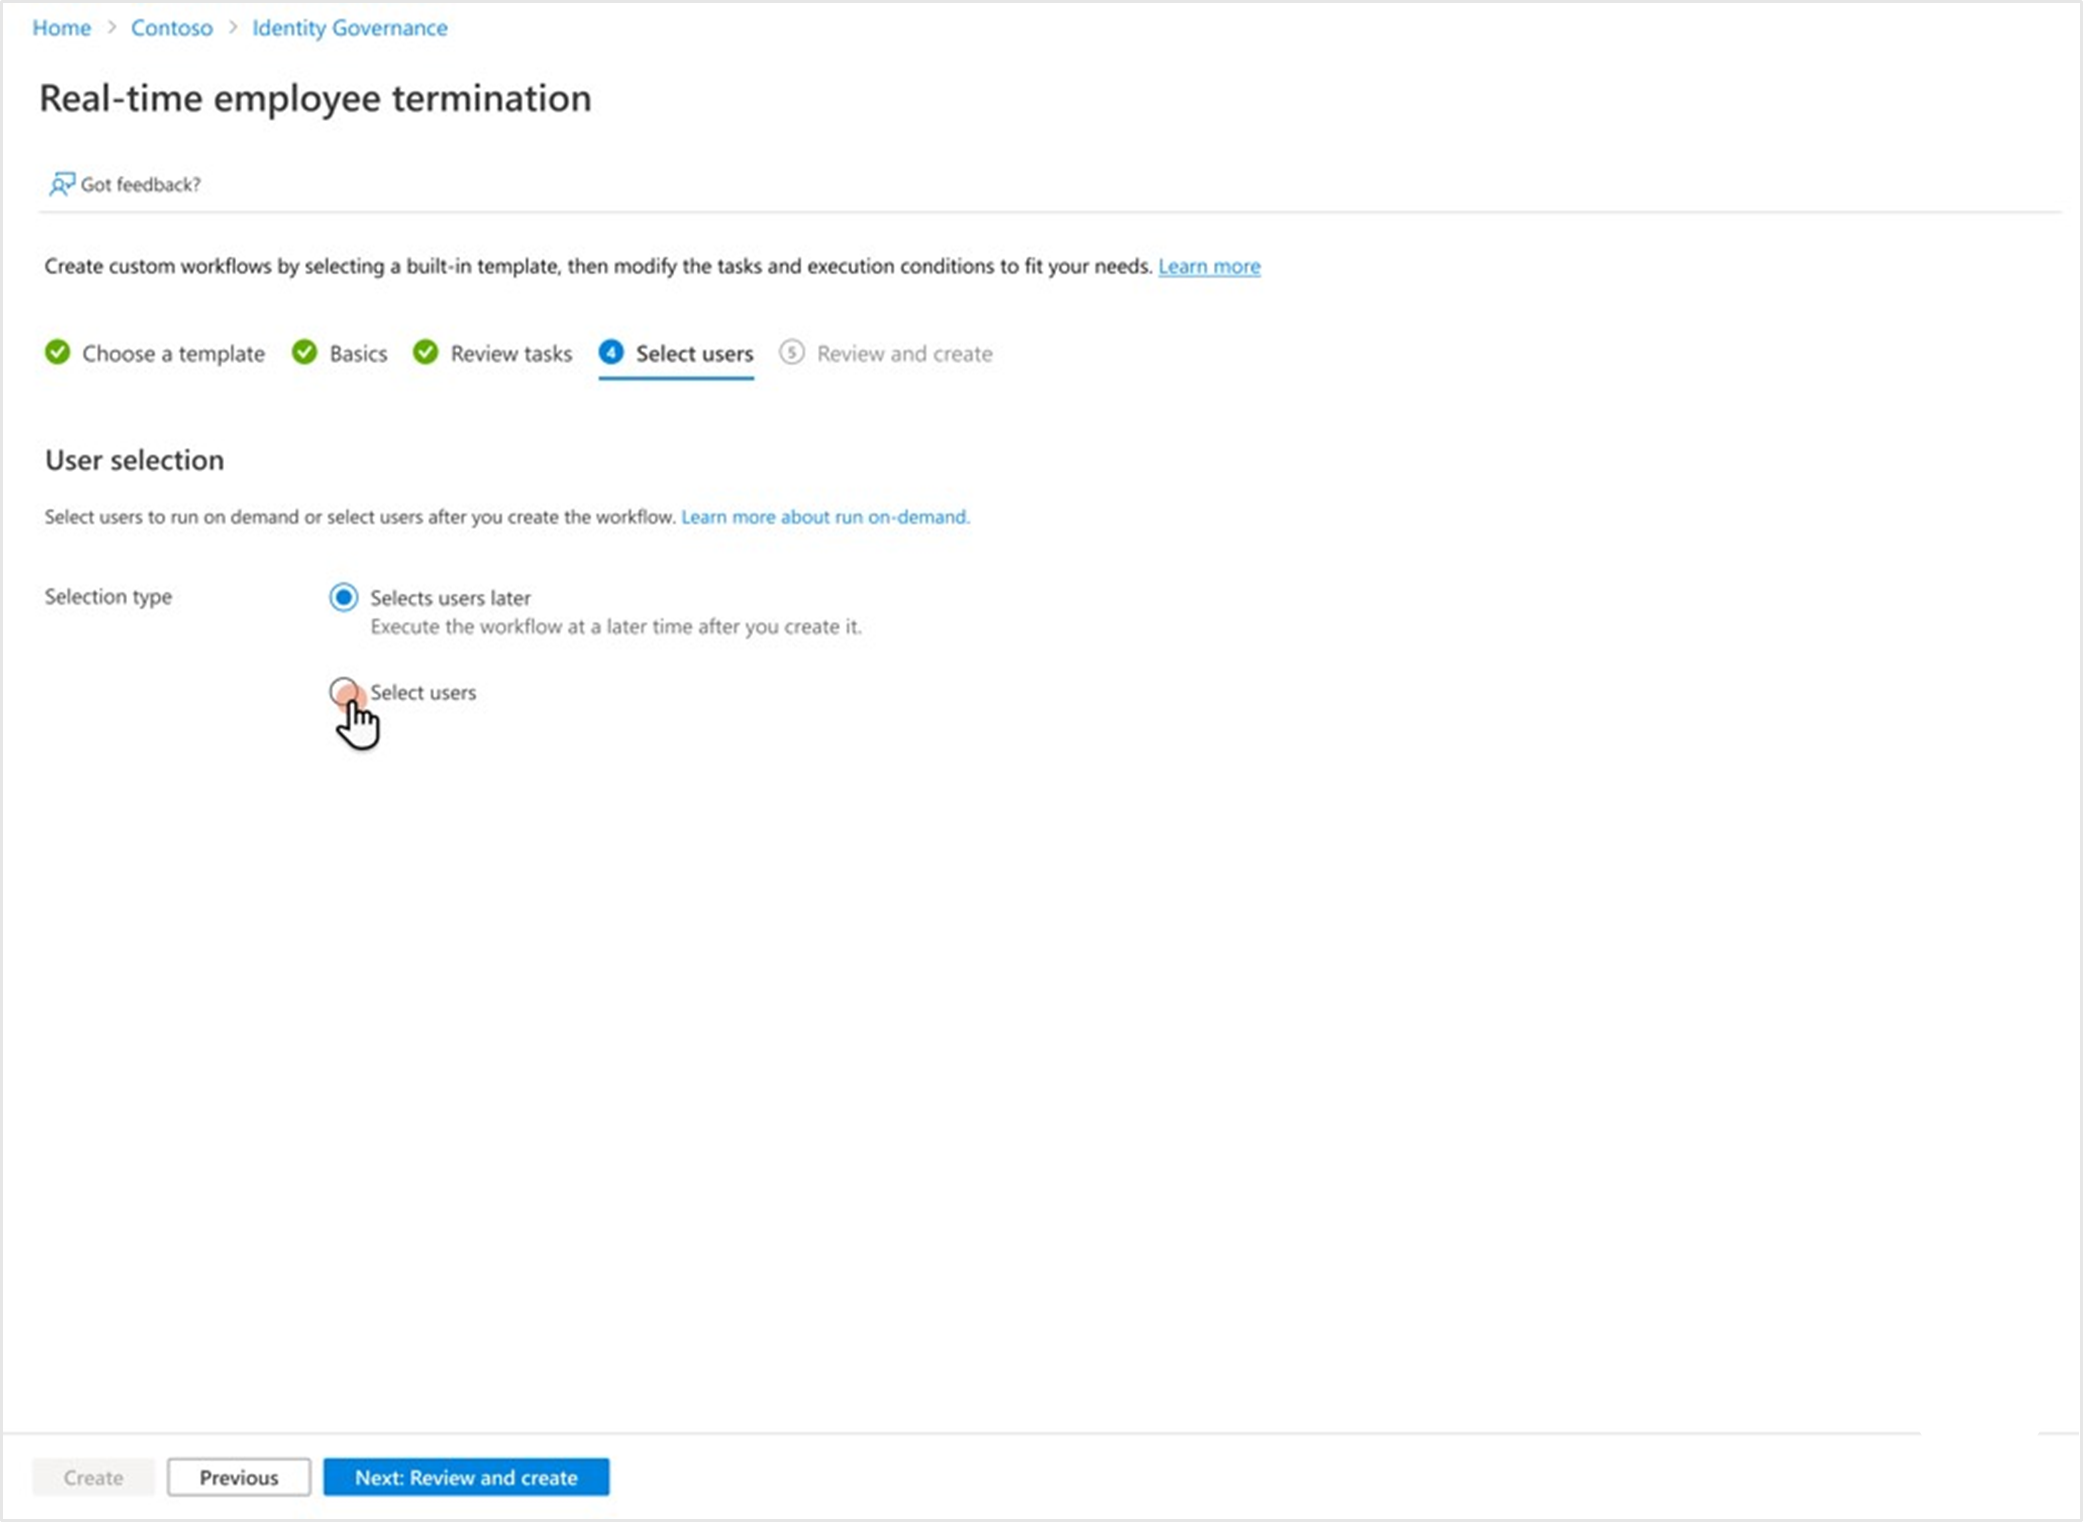 Home > Contoso > Identity Governance
Real-time employee termination
Got feedback?
Create custom workflows by selecting a built-in template, then modify the tasks and execution conditions to fit your needs. Learn more
Choose a template Basics Review tasks 4 Select users 5 Review and create
User selection
Select users to run on demand or select users after you create the workflow. Learn more about run on-demand.
Selection type Selects users later
Execute the workflow at a later time after you create it.
Select users
Create Previous Next: Review and create